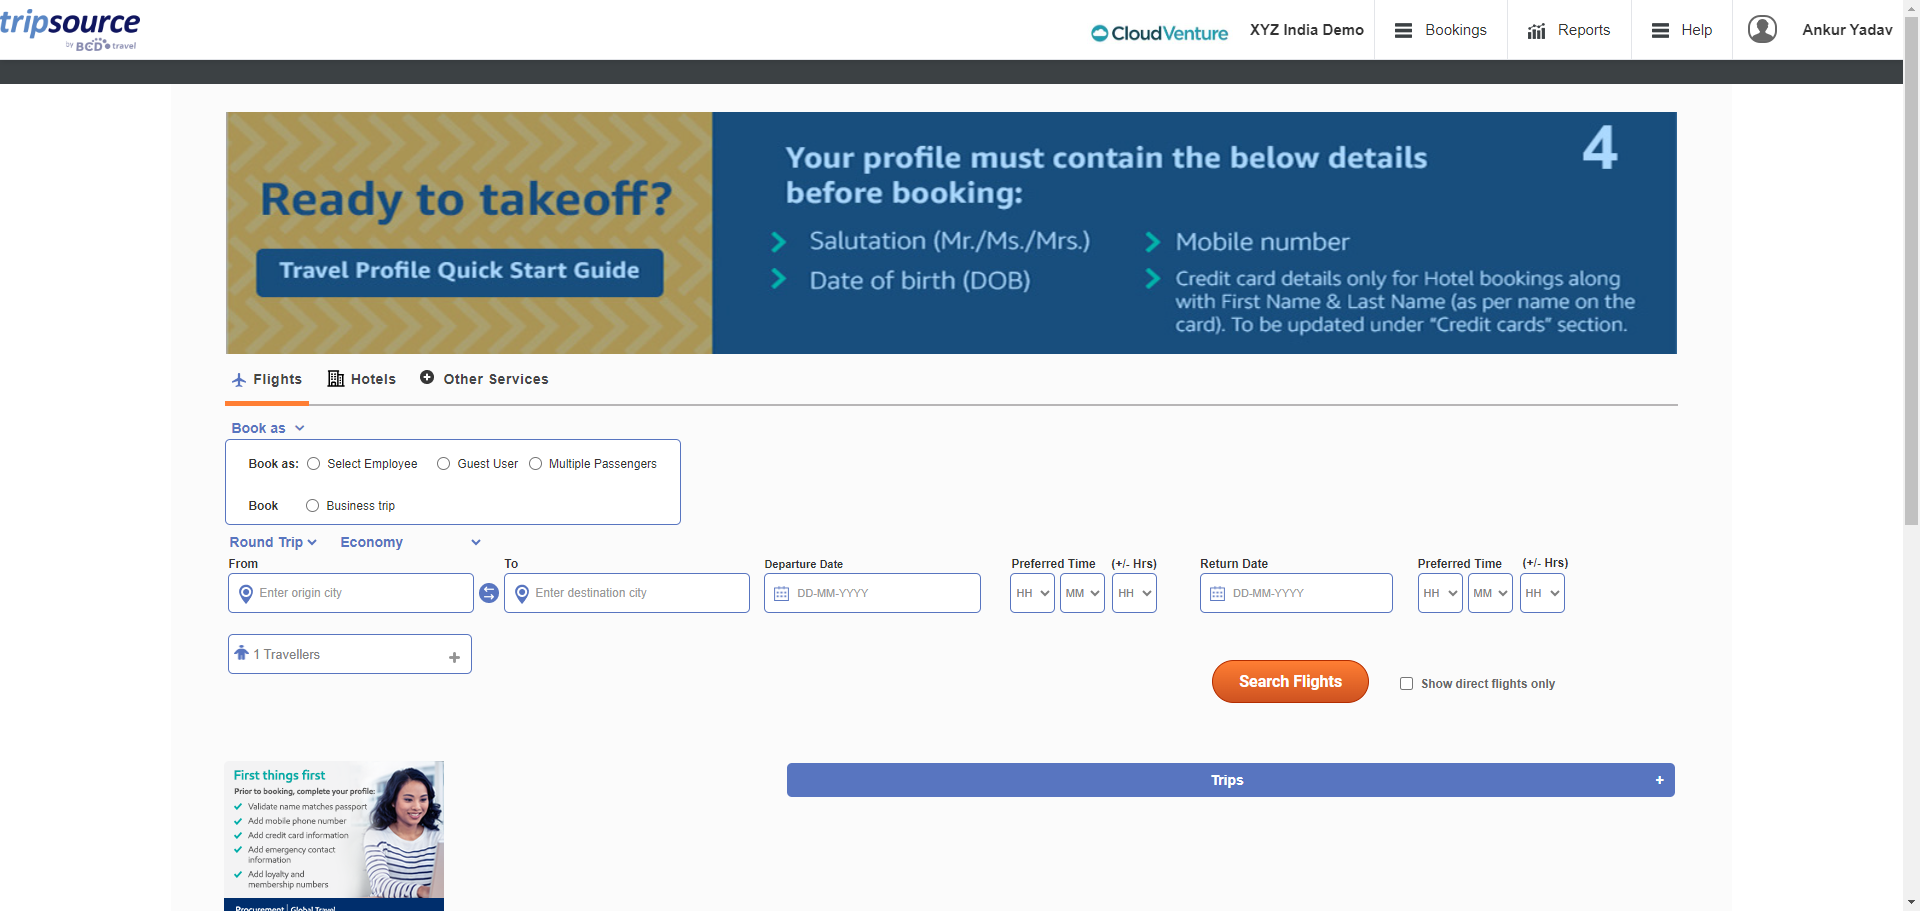 tripsource
by BCD travel
CloudVenture
XYZ India Demo
Bookings
Reports
Help
Ankur Yadav
Ready to takeoff?
Travel Profile Quick Start Guide
Your profile must contain the below details
before booking:
4
Salutation (Mr./Ms./Mrs.)
Date of birth (DOB)
Mobile number
Credit card details only for Hotel bookings along
with First Name & Last Name (as per name on the
card). To be updated under “Credit cards” section.
Flights
Hotels
Other Services
Book as
Book as: Select Employee Guest User Multiple Passengers
Book Business trip
Round Trip Economy
From To Departure Date Preferred Time (+/- Hrs) Return Date Preferred Time (+/- Hrs)
Enter origin city Enter destination city DD-MM-YYYY HH MM HH DD-MM-YYYY HH MM HH
1 Travellers +
Search Flights
Show direct flights only
Trips +
First things first
Prior to booking, complete your profile:
Validate name matches passport
Add mobile phone number
Add credit card information
Add emergency contact
information
Add loyalty and
membership numbers
Procurement | Global Travel